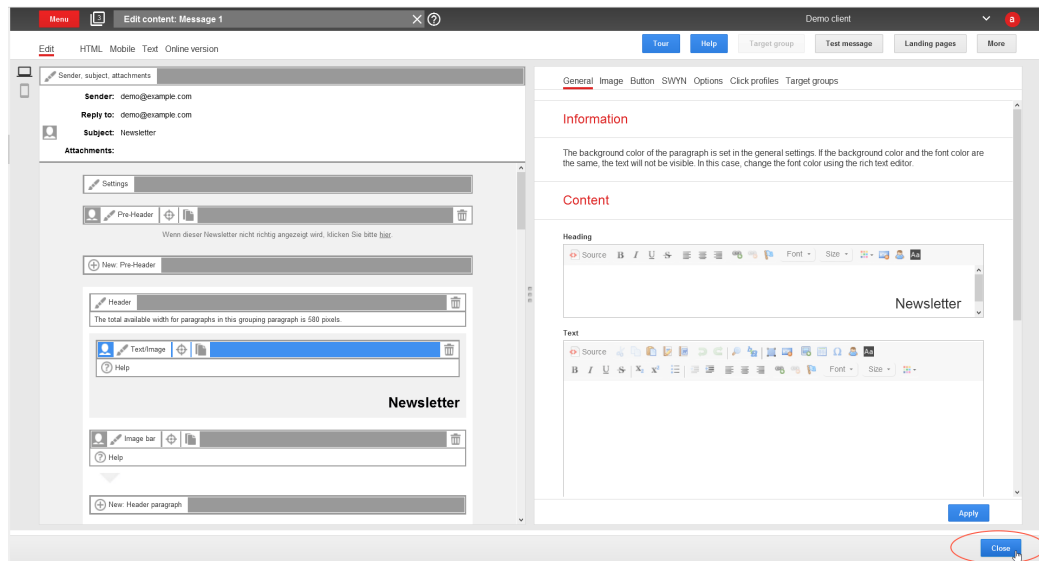 Menu 3 Edit content: Message 1 Demo client a
Edit HTML Mobile Text Online version Tour Help Target group Test message Landing pages More
Sender, subject, attachments
Sender: demo@example.com
Reply to: demo@example.com
Subject: Newsletter
Attachments:
Settings
Pre-Header
Wenn dieser Newsletter nicht richtig angezeigt wird, klicken Sie bitte hier.
New: Pre-Header
Header
The total available width for paragraphs in this grouping paragraph is 580 pixels.
Text/Image
? Help
Newsletter
Image bar
? Help
New: Header paragraph
General Image Button SWYN Options Click profiles Target groups
Information
The background color of the paragraph is set in the general settings. If the background color and the font color are
the same, the text will not be visible. In this case, change the font color using the rich text editor.
Content
Heading
Source B I U S Font Size Aa
Newsletter
Text
Source Ω Aa
B I U S X₂ X² Font Size
Apply
Close